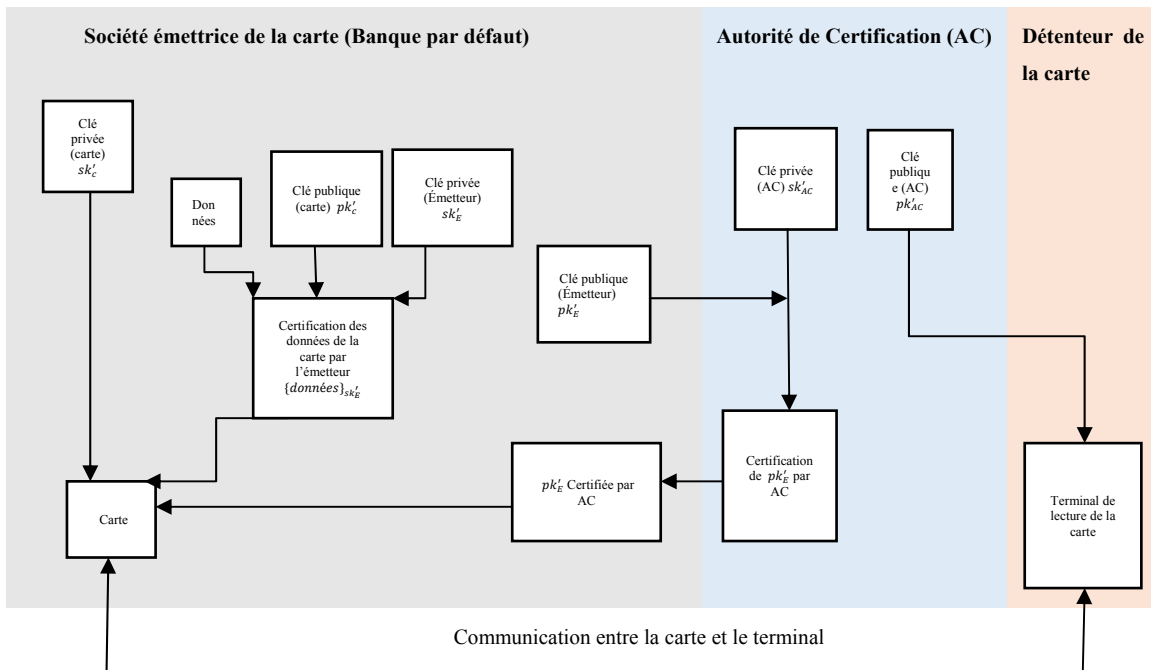 Société émettrice de la carte (Banque par défaut)
Autorité de Certification (AC)
Détenteur de
la carte
Clé
privée
(carte)
sk′c
Don
nées
Clé publique
(carte) pk′c
Clé privée
(Émetteur)
sk′E
Clé publique
(Émetteur)
pk′E
Clé privée
(AC) sk′AC
Clé
publiqu
e (AC)
pk′AC
Certification des
données de la
carte par
l’émetteur
{données}sk′E
Carte
pk′E Certifiée par
AC
Certification
de pk′E par
AC
Terminal de
lecture de la
carte
Communication entre la carte et le terminal